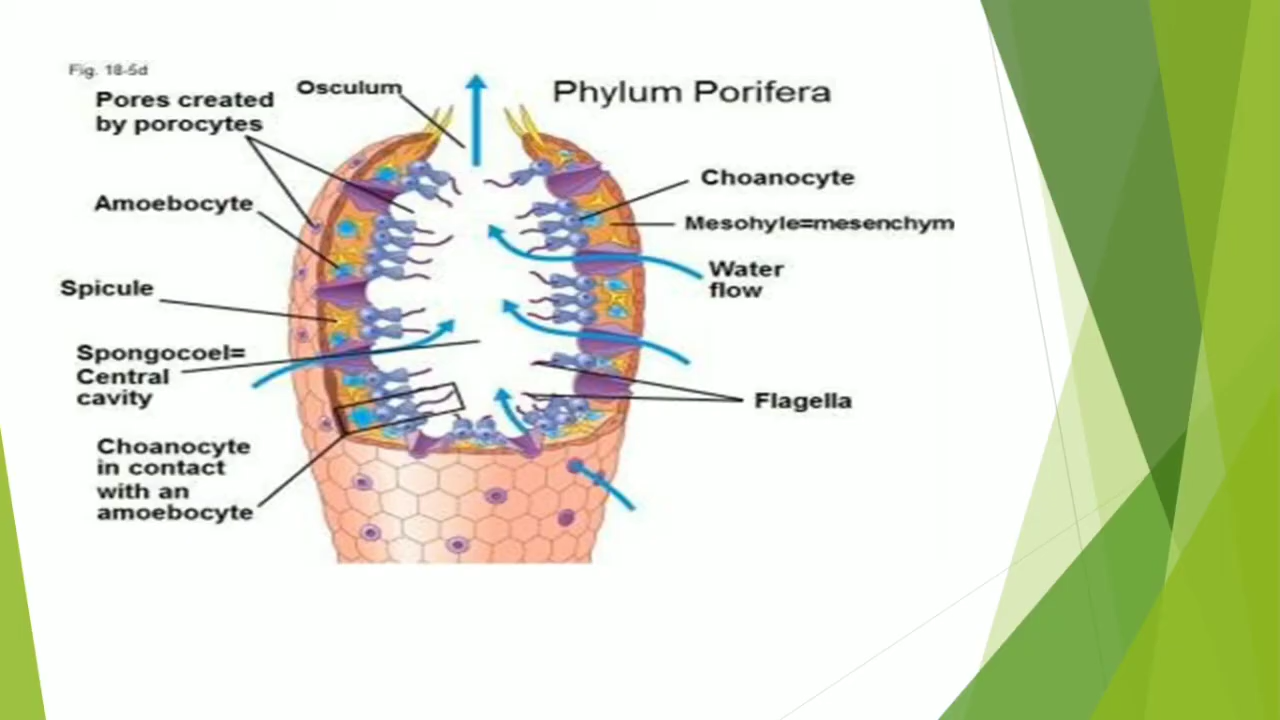 Fig. 18-5d
Phylum Porifera
Osculum
Pores created
by porocytes
Choanocyte
Amoebocyte
Mesohyle=mesenchym
Water
flow
Spicule
Spongocoel=
Central
cavity
Flagella
Choanocyte
in contact
with an
amoebocyte